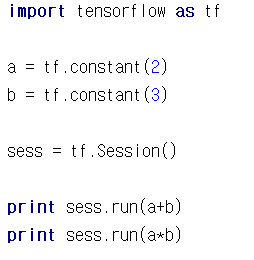 import tensorflow as tf
a = tf.constant(2)
b = tf.constant(3)
sess = tf.Session()
print sess.run(a+b)
print sess.run(a*b)